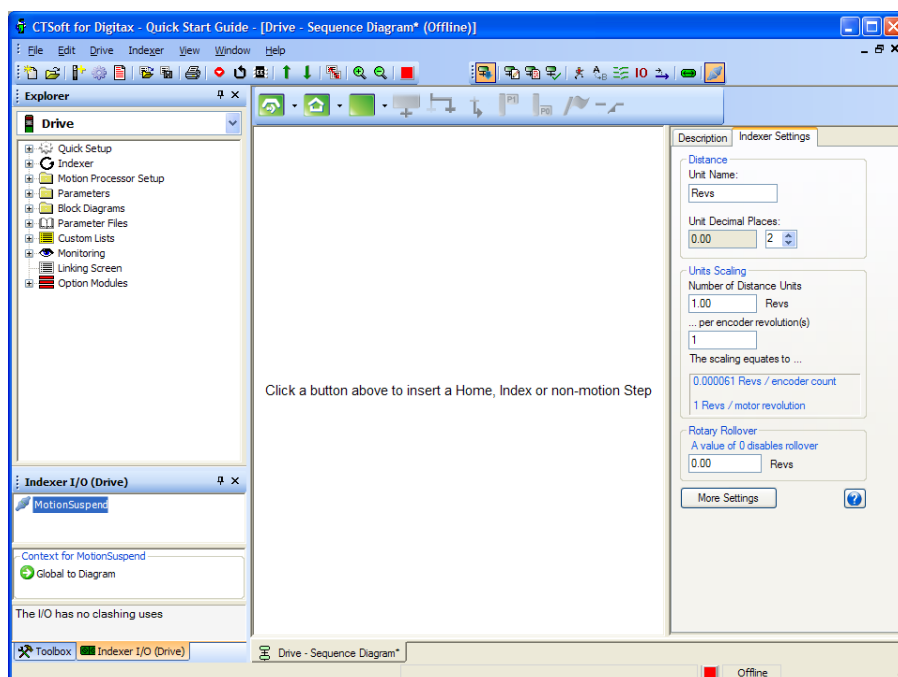 CTSoft for Digitax - Quick Start Guide - [Drive - Sequence Diagram* (Offline)]
File Edit Drive Indexer View Window Help
IO
Explorer
Drive
Quick Setup
Indexer
Motion Processor Setup
Parameters
Block Diagrams
Parameter Files
Custom Lists
Monitoring
Linking Screen
Option Modules
Indexer I/O (Drive)
MotionSuspend
Context for MotionSuspend
Global to Diagram
The I/O has no clashing uses
Toolbox Indexer I/O (Drive)
Click a button above to insert a Home, Index or non-motion Step
Drive - Sequence Diagram*
Description Indexer Settings
Distance
Unit Name:
Revs
Unit Decimal Places:
0.00 2
Units Scaling
Number of Distance Units
1.00 Revs
... per encoder revolution(s)
1
The scaling equates to ...
0.000061 Revs / encoder count
1 Revs / motor revolution
Rotary Rollover
A value of 0 disables rollover
0.00 Revs
More Settings
Offline